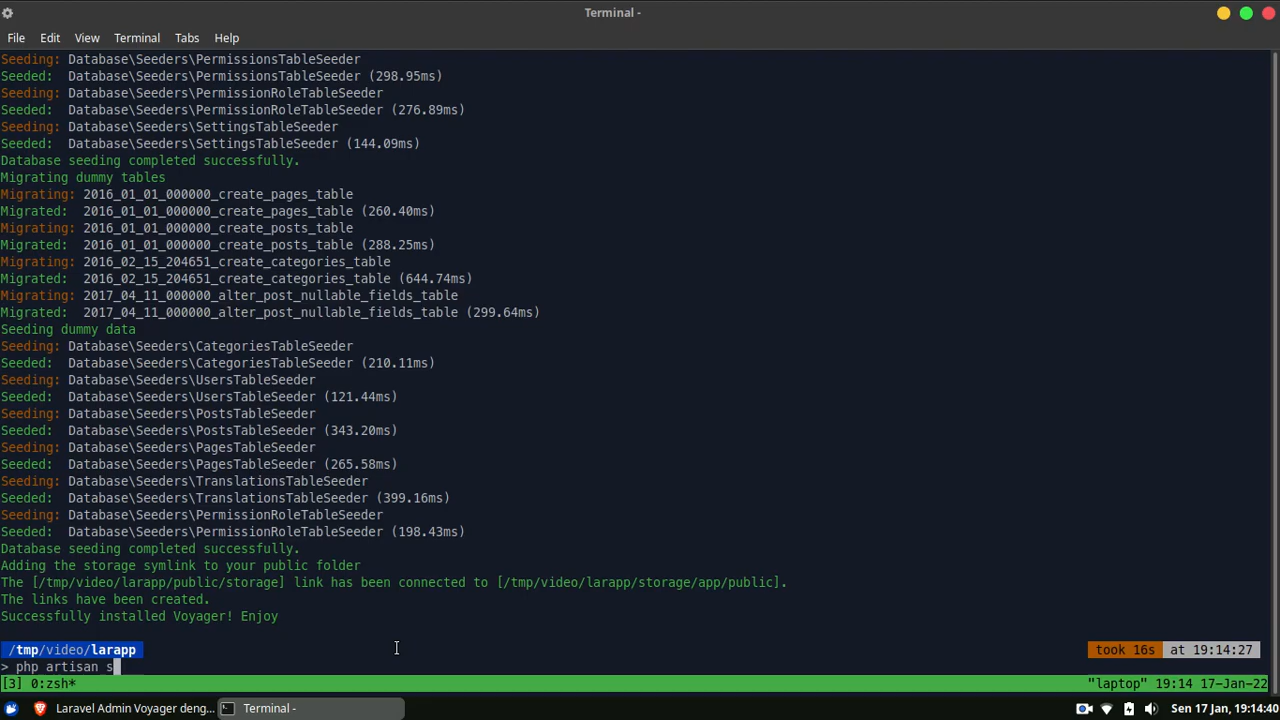 Terminal -
File Edit View Terminal Tabs Help
Seeding: Database\Seeders\PermissionsTableSeeder
Seeded:  Database\Seeders\PermissionsTableSeeder (298.95ms)
Seeding: Database\Seeders\PermissionRoleTableSeeder
Seeded:  Database\Seeders\PermissionRoleTableSeeder (276.89ms)
Seeding: Database\Seeders\SettingsTableSeeder
Seeded:  Database\Seeders\SettingsTableSeeder (144.09ms)
Database seeding completed successfully.
Migrating dummy tables
Migrating: 2016_01_01_000000_create_pages_table
Migrated:  2016_01_01_000000_create_pages_table (260.40ms)
Migrating: 2016_01_01_000000_create_posts_table
Migrated:  2016_01_01_000000_create_posts_table (288.25ms)
Migrating: 2016_02_15_204651_create_categories_table
Migrated:  2016_02_15_204651_create_categories_table (644.74ms)
Migrating: 2017_04_11_000000_alter_post_nullable_fields_table
Migrated:  2017_04_11_000000_alter_post_nullable_fields_table (299.64ms)
Seeding dummy data
Seeding: Database\Seeders\CategoriesTableSeeder
Seeded:  Database\Seeders\CategoriesTableSeeder (210.11ms)
Seeding: Database\Seeders\UsersTableSeeder
Seeded:  Database\Seeders\UsersTableSeeder (121.44ms)
Seeding: Database\Seeders\PostsTableSeeder
Seeded:  Database\Seeders\PostsTableSeeder (343.20ms)
Seeding: Database\Seeders\PagesTableSeeder
Seeded:  Database\Seeders\PagesTableSeeder (265.58ms)
Seeding: Database\Seeders\TranslationsTableSeeder
Seeded:  Database\Seeders\TranslationsTableSeeder (399.16ms)
Seeding: Database\Seeders\PermissionRoleTableSeeder
Seeded:  Database\Seeders\PermissionRoleTableSeeder (198.43ms)
Database seeding completed successfully.
Adding the storage symlink to your public folder
The [/tmp/video/larapp/public/storage] link has been connected to [/tmp/video/larapp/storage/app/public].
The links have been created.
Successfully installed Voyager! Enjoy
/tmp/video/larapp took 16s at 19:14:27
> php artisan s
[3] 0:zsh* "laptop" 19:14 17-Jan-22
Laravel Admin Voyager deng... Terminal - Sen 17 Jan, 19:14:40